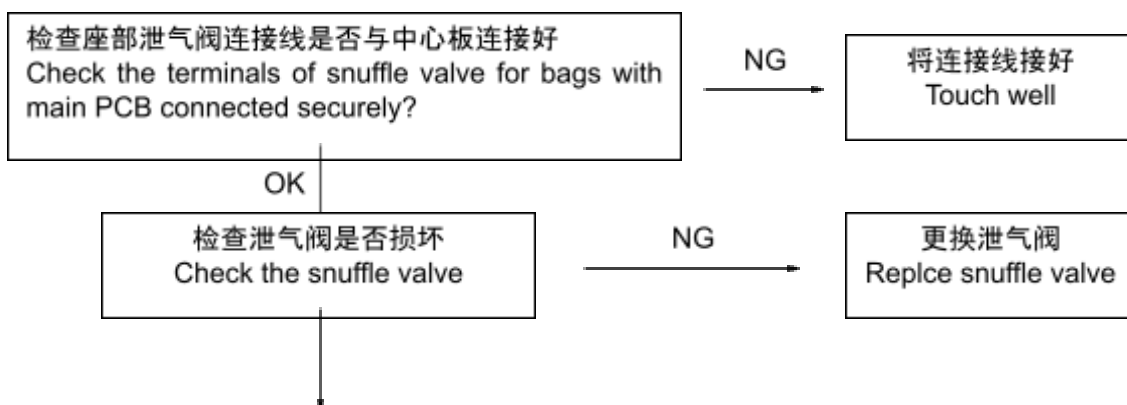 检查座部泄气阀连接线是否与中心板连接好
Check the terminals of snuffle valve for bags with
main PCB connected securely?
NG
将连接线接好
Touch well
OK
检查泄气阀是否损坏
Check the snuffle valve
NG
更换泄气阀
Replce snuffle valve